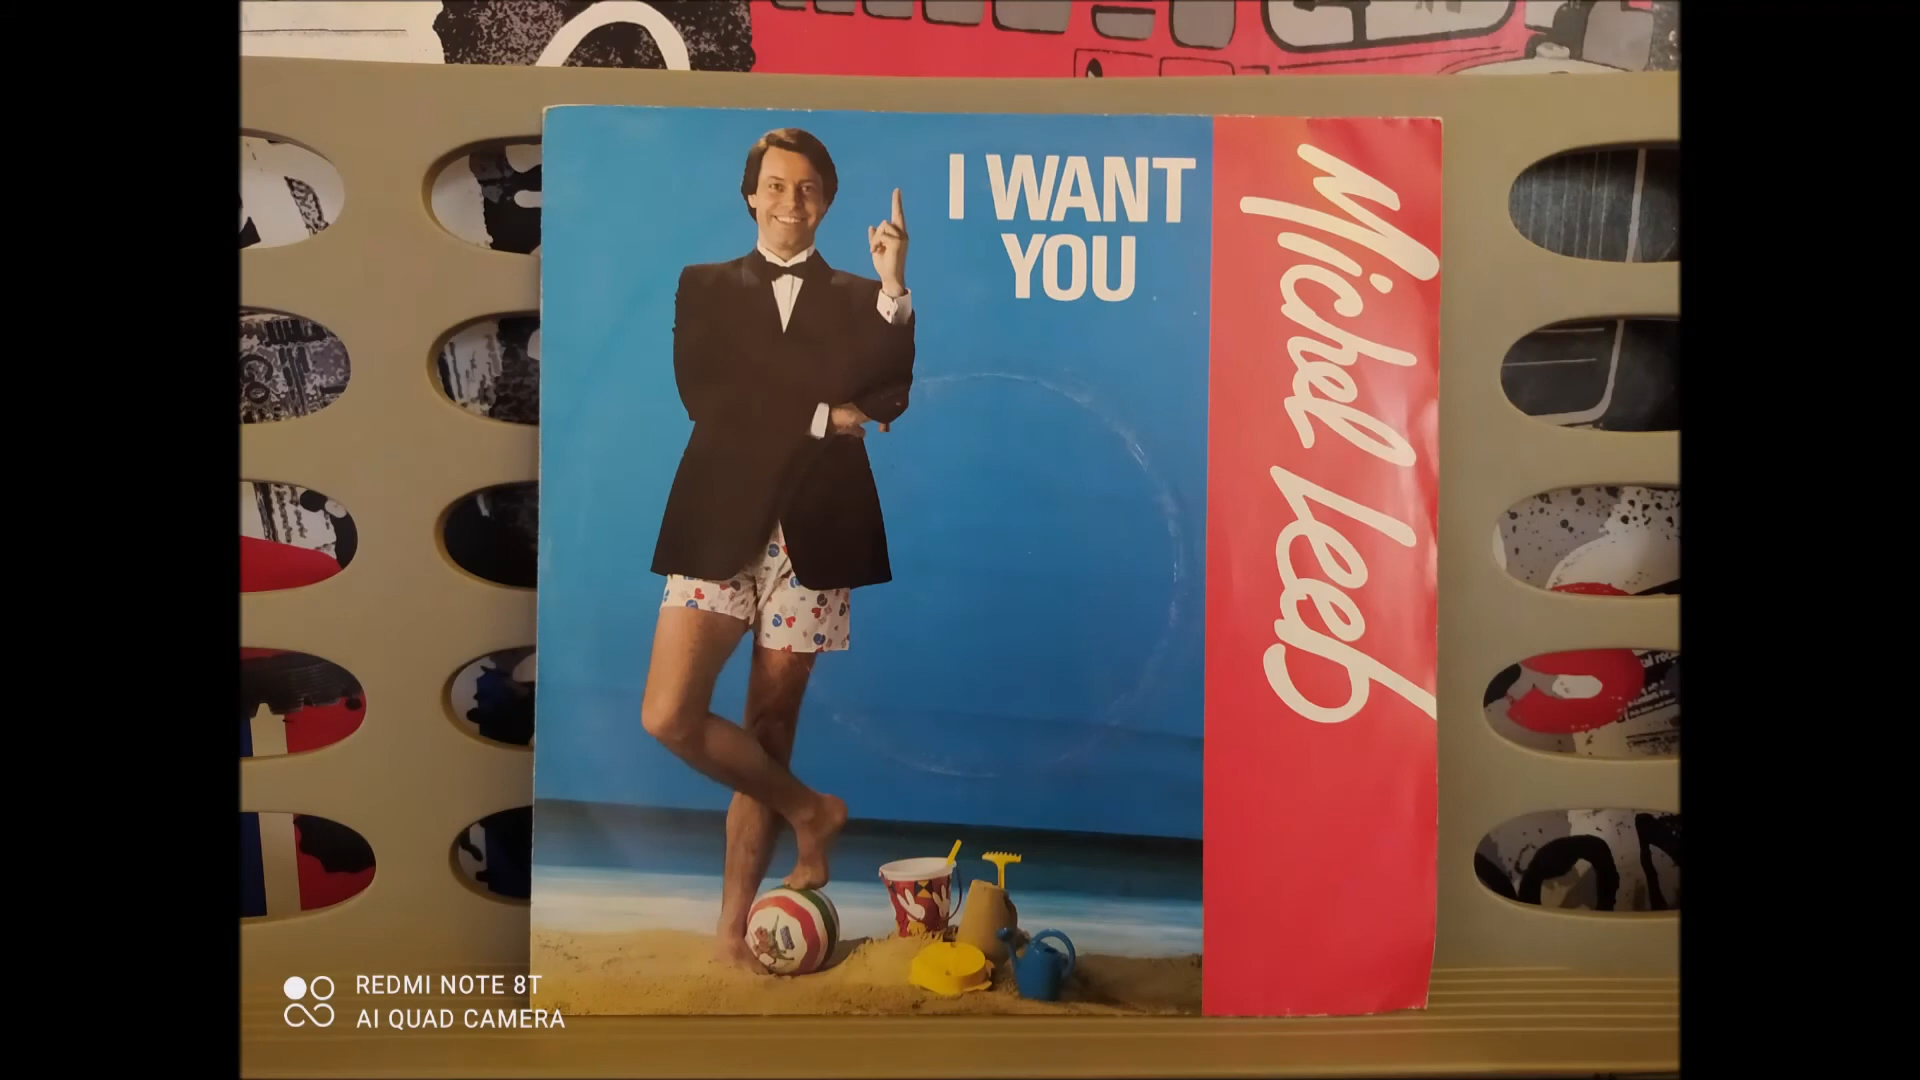 I WANT
YOU
Michel Leeb
REDMI NOTE 8T
AI QUAD CAMERA